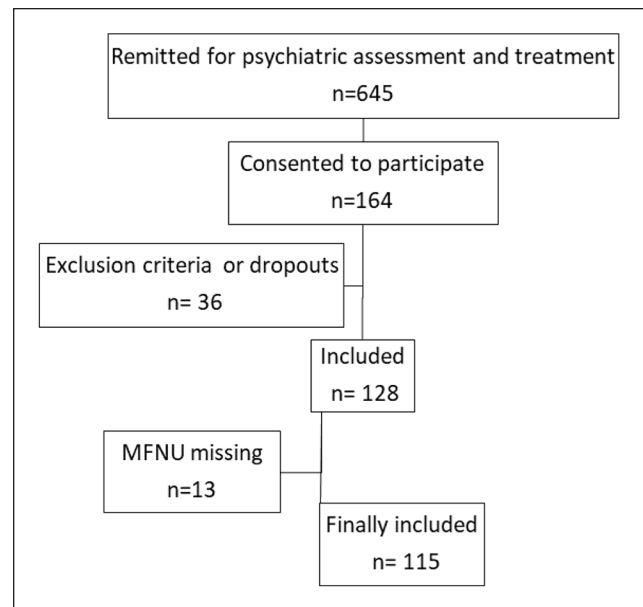 Remitted for psychiatric assessment and treatment
n=645
Consented to participate
n=164
Exclusion criteria or dropouts
n= 36
Included
n= 128
MFNU missing
n=13
Finally included
n= 115